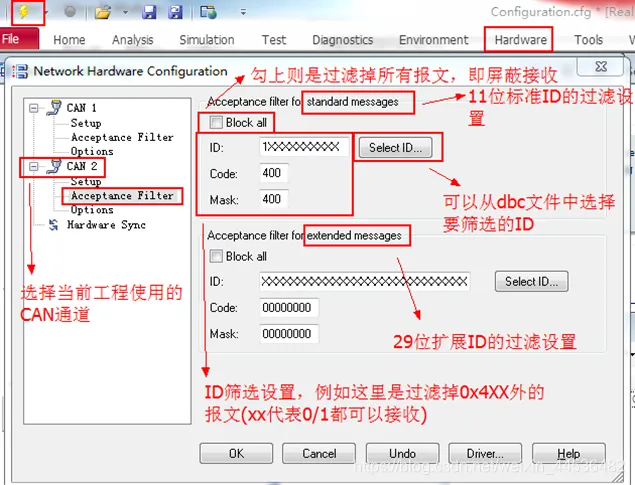 Configuration.cfg * [Real
File Home Analysis Simulation Test Diagnostics Environment Hardware Tools W
Network Hardware Configuration
勾上则是过滤掉所有报文，即屏蔽接收
CAN 1
Setup
Acceptance Filter
Options
CAN 2
Setup
Acceptance Filter
Options
Hardware Sync
选择当前工程使用的
CAN通道
Acceptance filter for standard messages
11位标准ID的过滤设
置
Block all
ID: 1XXXXXXXXXX Select ID...
Code: 400
Mask: 400
可以从dbc文件中选择
要筛选的ID
Acceptance filter for extended messages
Block all
ID: XXXXXXXXXXXXXXXXXXXXXXXXXXXXX Select ID...
Code: 00000000
Mask: 00000000
29位扩展ID的过滤设置
ID筛选设置，例如这里是过滤掉0x4XX外的
报文(xx代表0/1都可以接收)
OK Cancel Undo Driver... Help